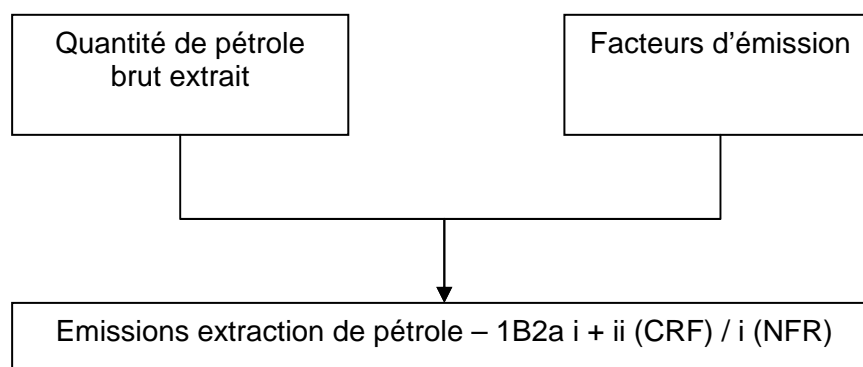 Quantité de pétrole
brut extrait
Facteurs d'émission
Emissions extraction de pétrole – 1B2a i + ii (CRF) / i (NFR)